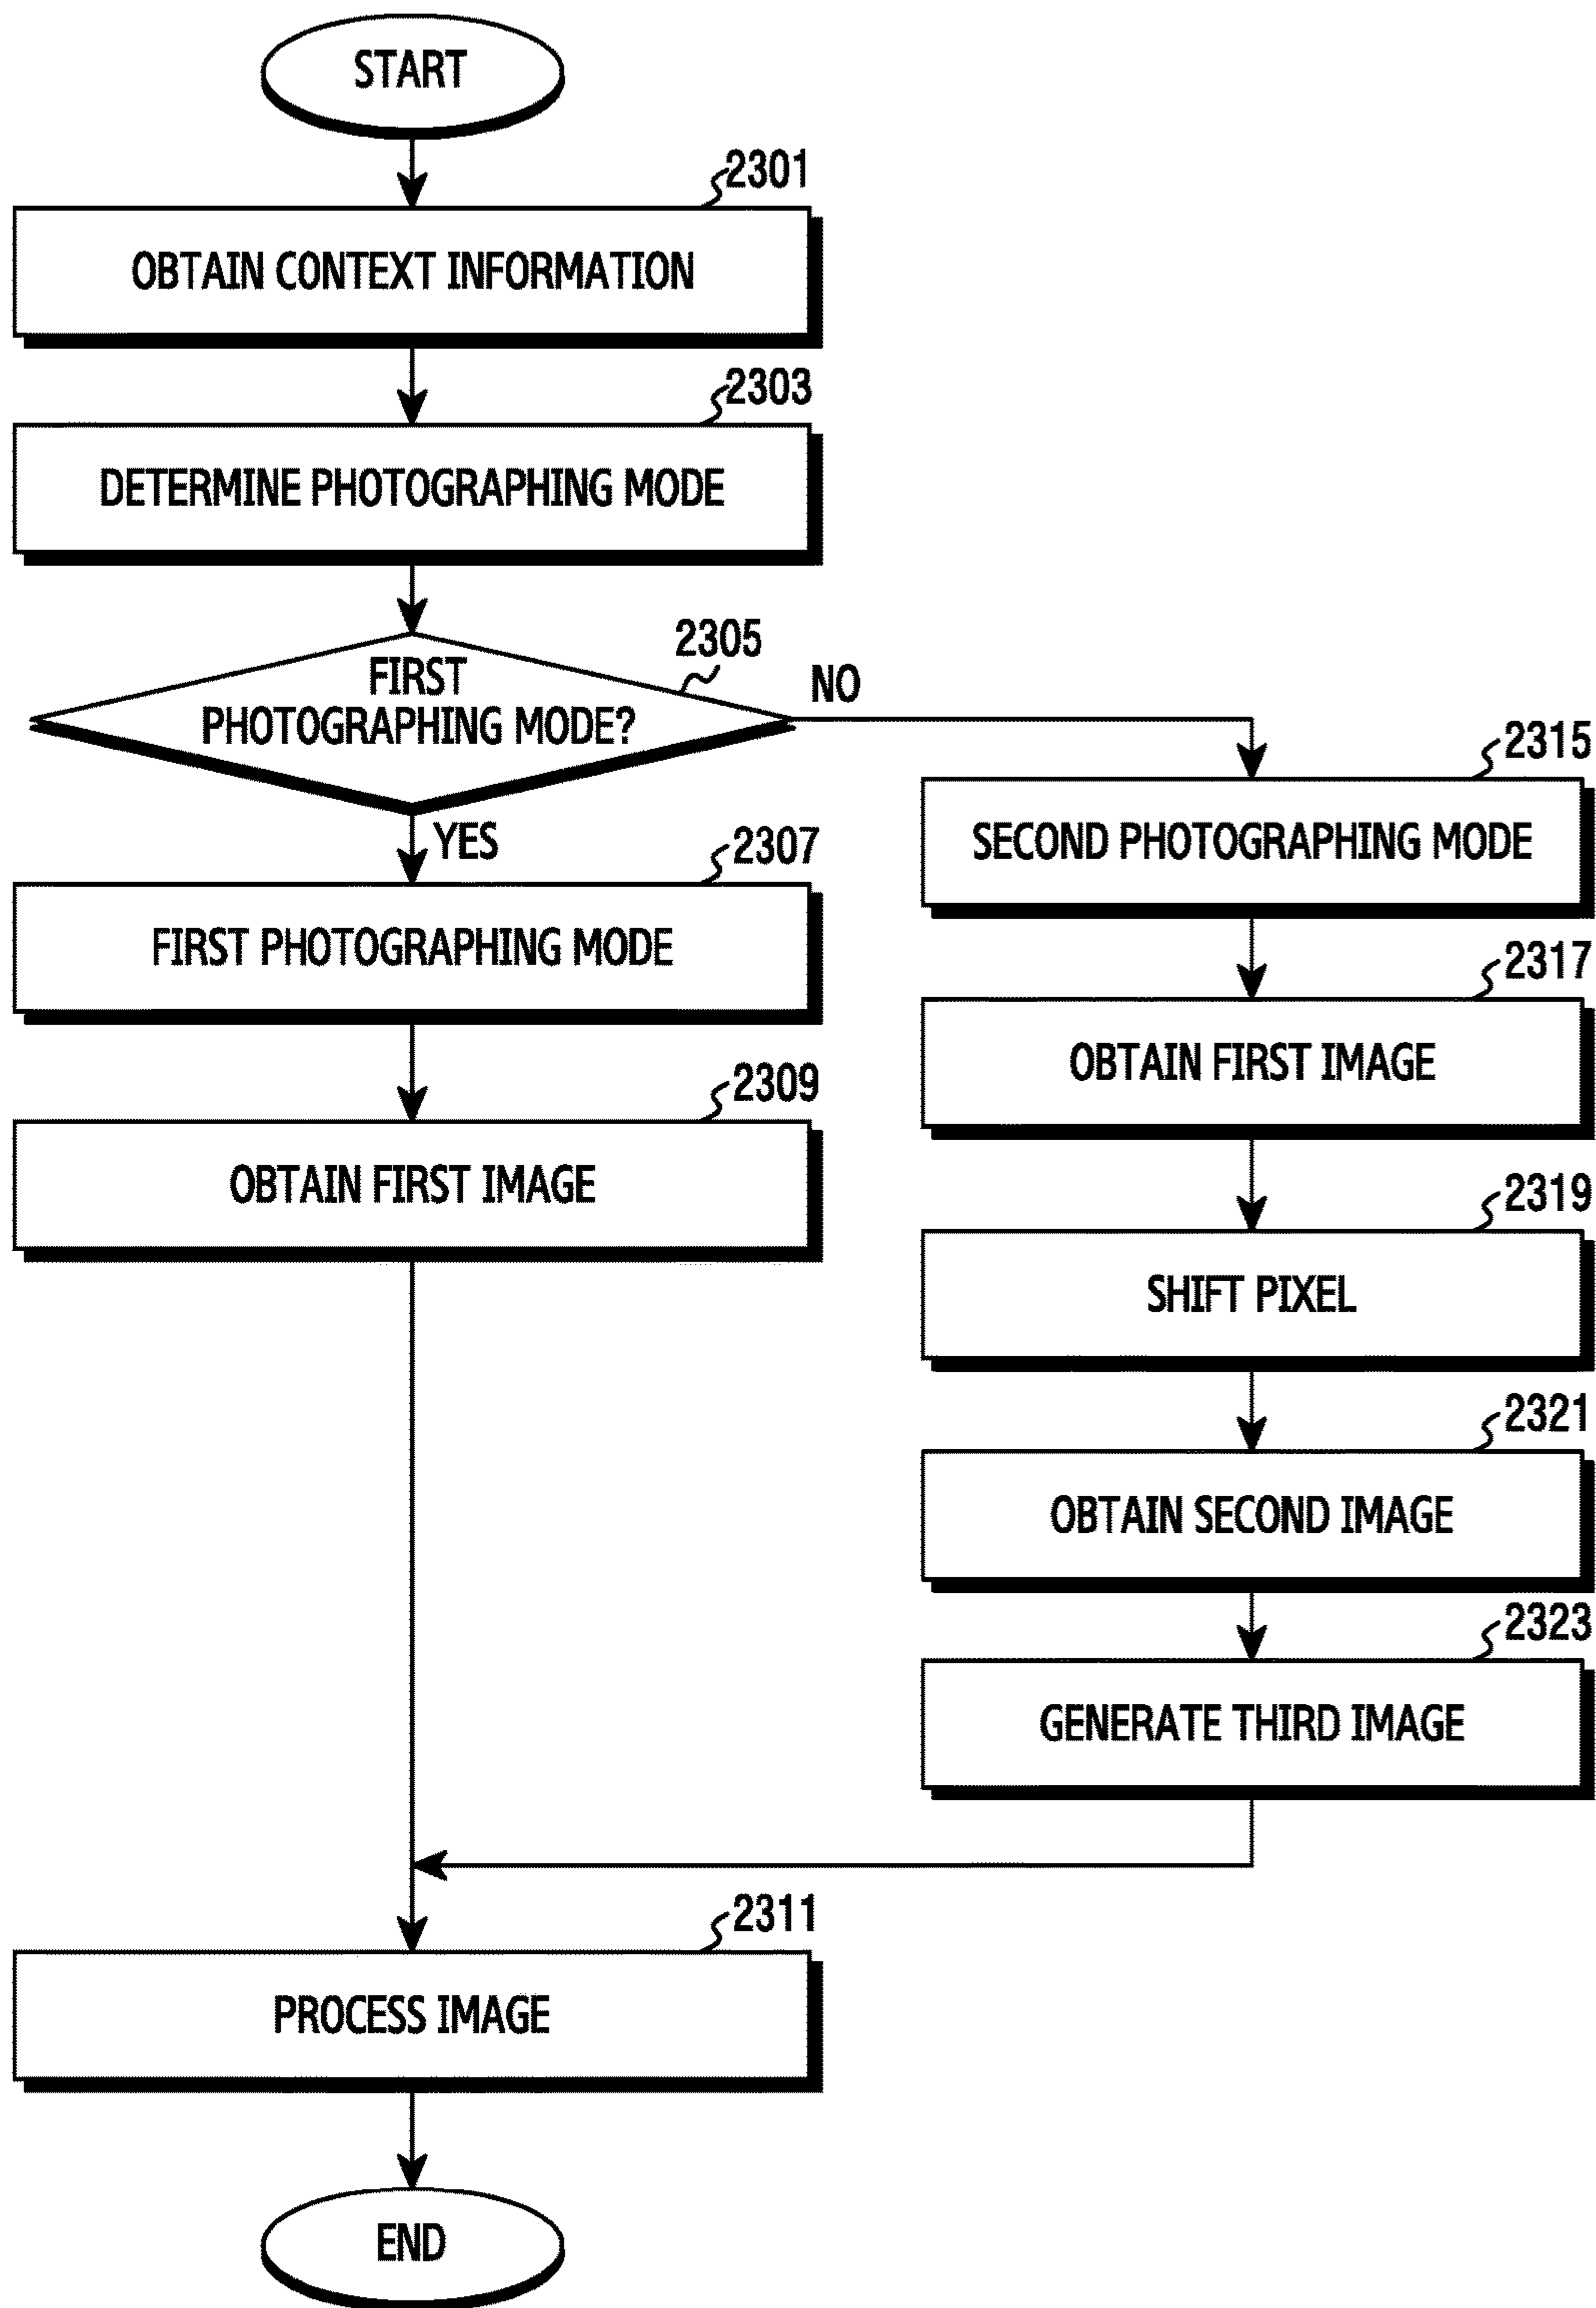 START
2301
OBTAIN CONTEXT INFORMATION
2303
DETERMINE PHOTOGRAPHING MODE
2305
FIRST
PHOTOGRAPHING MODE?
NO
YES
2307
FIRST PHOTOGRAPHING MODE
2309
OBTAIN FIRST IMAGE
2315
SECOND PHOTOGRAPHING MODE
2317
OBTAIN FIRST IMAGE
2319
SHIFT PIXEL
2321
OBTAIN SECOND IMAGE
2323
GENERATE THIRD IMAGE
2311
PROCESS IMAGE
END